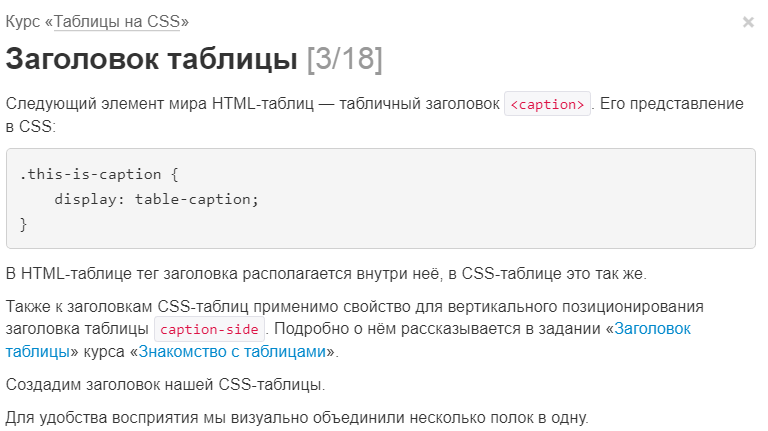 Курс «Таблицы на CSS»
×
Заголовок таблицы [3/18]
Следующий элемент мира HTML-таблиц — табличный заголовок <caption>. Его представление
в CSS:
.this-is-caption {
    display: table-caption;
}
В HTML-таблице тег заголовка располагается внутри неё, в CSS-таблице это так же.
Также к заголовкам CSS-таблиц применимо свойство для вертикального позиционирования
заголовка таблицы caption-side. Подробно о нём рассказывается в задании «Заголовок
таблицы» курса «Знакомство с таблицами».
Создадим заголовок нашей CSS-таблицы.
Для удобства восприятия мы визуально объединили несколько полок в одну.